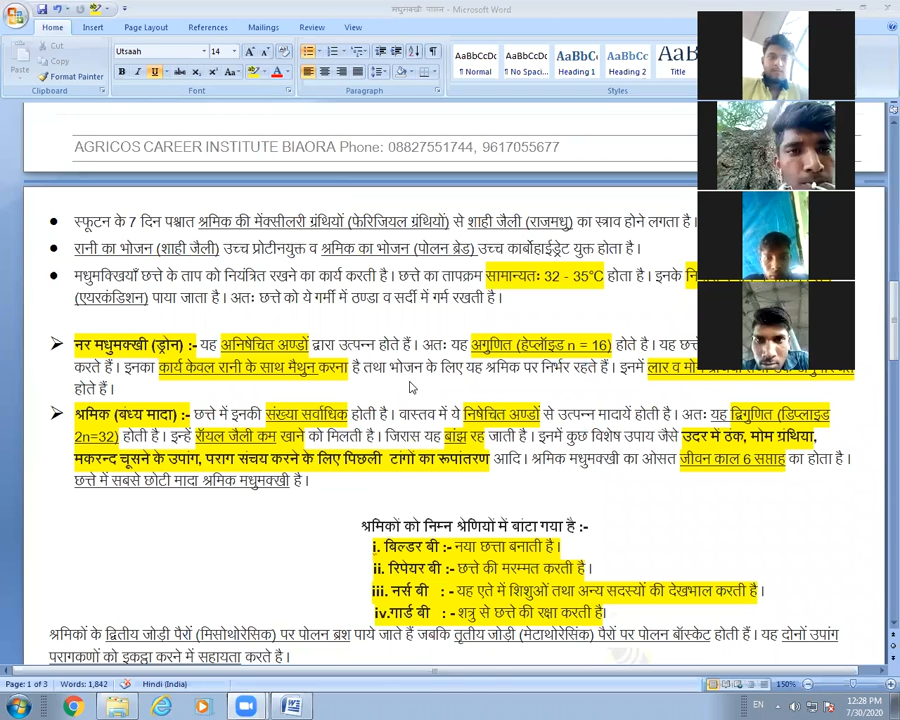 मधुमक्खी पालन - Microsoft Word
Home Insert Page Layout References Mailings Review View
Cut
Copy
Format Painter
Paste
Clipboard
Utsaah 14
Font
Paragraph
AaBbCcDc AaBbCcDc AaBbC AaBbCc AaB
¶ Normal ¶ No Spaci... Heading 1 Heading 2 Title
Styles
AGRICOS CAREER INSTITUTE BIAORA Phone: 08827551744, 9617055677
स्फूटन के 7 दिन पश्चात श्रमिक की मेंक्सीलरी ग्रंथियों (फेरिजियल ग्रंथियों) से शाही जैली (राजमधु) का स्त्राव होने लगता है।
रानी का भोजन (शाही जैली) उच्च प्रोटीनयुक्त व श्रमिक का भोजन (पोलन ब्रेड) उच्च कार्बोहाईड्रेट युक्त होता है।
मधुमक्खियाँ छत्ते के ताप को नियंत्रित रखने का कार्य करती है। छत्ते का तापक्रम सामान्यतः 32 - 35°C होता है। इनके
(एयरकंडिशन) पाया जाता है। अतः छत्ते को ये गर्मी में ठण्डा व सर्दी में गर्म रखती है।
नर मधुमक्खी (ड्रोन) :- यह अनिषेचित अण्डों द्वारा उत्पन्न होते हैं। अतः यह अगुणित (हेप्लॉइड n = 16) होते है। यह
करते हैं। इनका कार्य केवल रानी के साथ मैथुन करना है तथा भोजन के लिए यह श्रमिक पर निर्भर रहते हैं। इनमें लार व
होते हैं।
श्रमिक (बंध्य मादा) :- छत्ते में इनकी संख्या सर्वाधिक होती है। वास्तव में ये निषेचित अण्डों से उत्पन्न मादायें होती है। अतः यह द्विगुणित (डिप्लाइड
2n=32) होती है। इन्हें रॉयल जैली कम खाने को मिलती है। जिरास यह बांझ रह जाती है। इनमें कुछ विशेष उपाय जैसे उदर में ठंक, मोम ग्रंथिया,
मकरन्द चूसने के उपाग, पराग संचय करने के लिए पिछली टांगों का रूपांतरण आदि। श्रमिक मधुमक्खी का ओसत जीवन काल 6 सप्ताह का होता है।
छत्ते में सबसे छोटी मादा श्रमिक मधुमक्खी है।
श्रमिकों को निम्न श्रेणियों में बांटा गया है :-
i. बिल्डर बी :- नया छत्ता बनाती है।
ii. रिपेयर बी :- छत्ते की मरम्मत करती है।
iii. नर्स बी : - यह एते में शिशुओं तथा अन्य सदस्यों की देखभाल करती है
iv.गार्ड बी : - शत्रु से छत्ते की रक्षा करती है।
श्रमिकों के द्वितीय जोड़ी पैरों (मिसोथोरेसिक) पर पोलन ब्रश पाये जाते हैं जबकि तृतीय जोड़ी (मेटाथोरेसिंक) पैरों पर पोलन बॉस्केट होती हैं। यह दोनों उपांग
परागकणों को इकट्ठा करने में सहायता करते है।
Page: 1 of 3 Words: 1,842 Hindi (India) 150%
EN 12:28 PM
7/30/2020